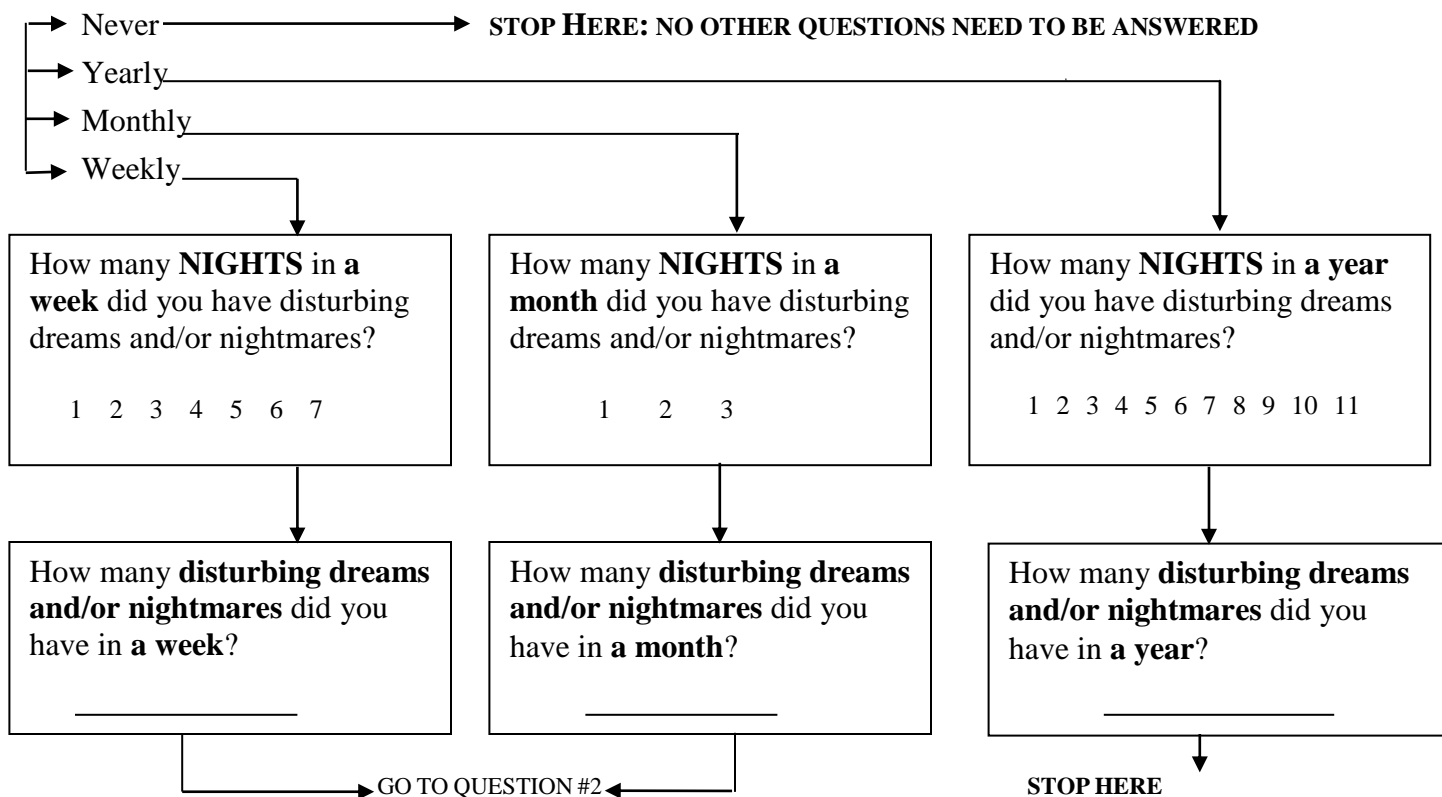 Never STOP HERE: NO OTHER QUESTIONS NEED TO BE ANSWERED
Yearly
Monthly
Weekly
How many NIGHTS in a
week did you have disturbing
dreams and/or nightmares?
1 2 3 4 5 6 7
How many NIGHTS in a
month did you have disturbing
dreams and/or nightmares?
1 2 3
How many NIGHTS in a year
did you have disturbing dreams
and/or nightmares?
1 2 3 4 5 6 7 8 9 10 11
How many disturbing dreams
and/or nightmares did you
have in a week?
How many disturbing dreams
and/or nightmares did you
have in a month?
How many disturbing dreams
and/or nightmares did you
have in a year?
GO TO QUESTION #2
STOP HERE